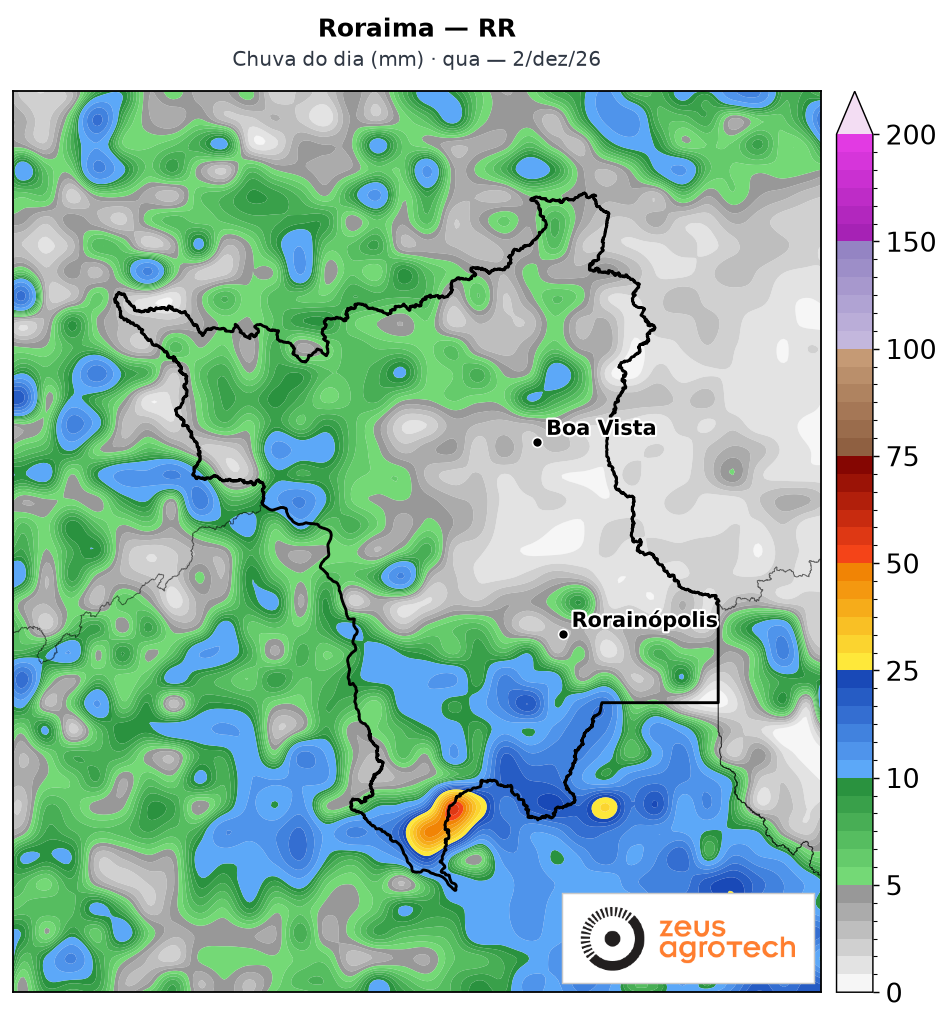 Roraima — RR
Chuva do dia (mm) · qua — 2/dez/26
200
150
100
75
50
25
10
5
0
Boa Vista
Rorainópolis
zeus
agrotech